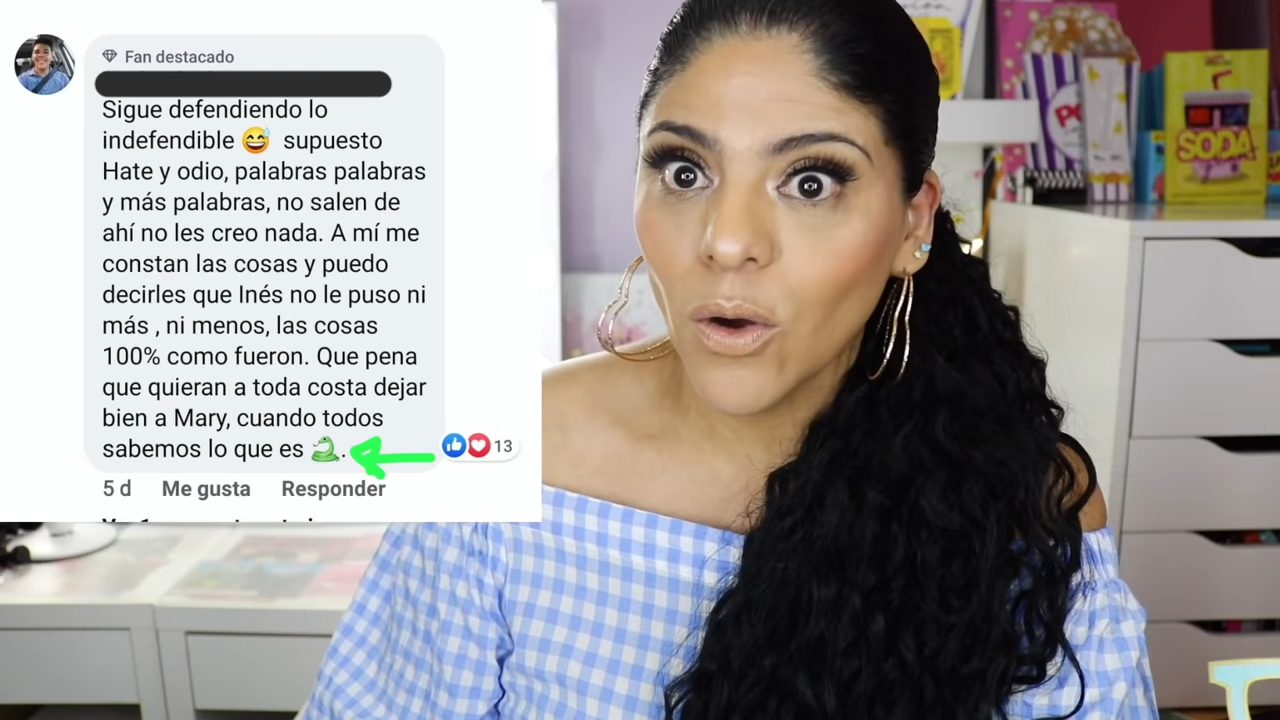 Fan destacado
Sigue defendiendo lo
indefendible 😅 supuesto
Hate y odio, palabras palabras
y más palabras, no salen de
ahí no les creo nada. A mí me
constan las cosas y puedo
decirles que Inés no le puso ni
más , ni menos, las cosas
100% como fueron. Que pena
que quieran a toda costa dejar
bien a Mary, cuando todos
sabemos lo que es 🐍.
13
5 d Me gusta Responder
SODA